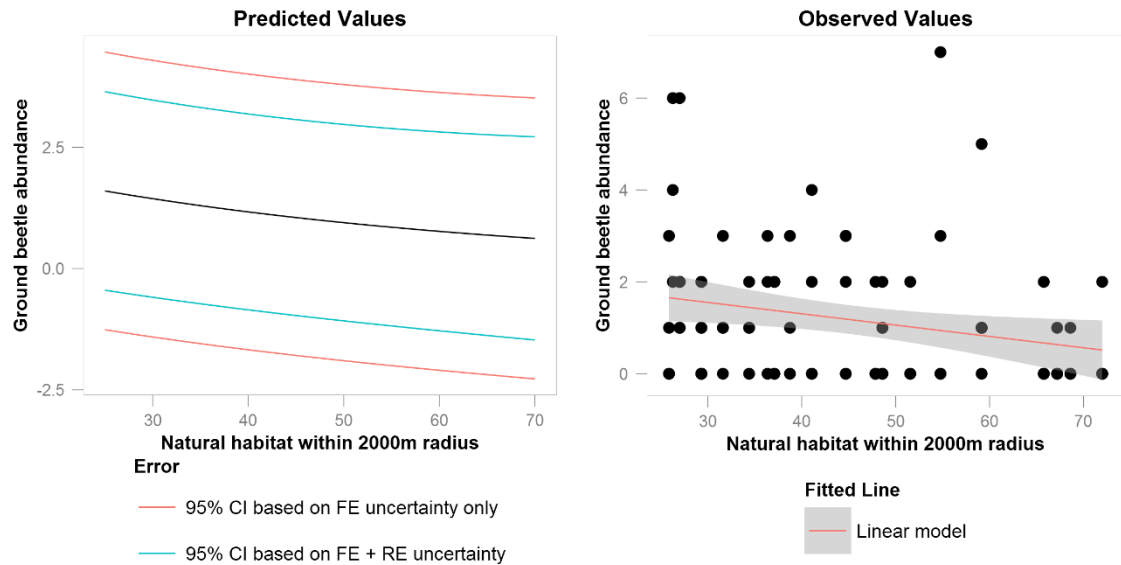 Predicted Values
Ground beetle abundance
2.5
0.0
-2.5
30 40 50 60 70
Natural habitat within 2000m radius
Error
95% CI based on FE uncertainty only
95% CI based on FE + RE uncertainty
Observed Values
Ground beetle abundance
6
4
2
0
30 40 50 60 70
Natural habitat within 2000m radius
Fitted Line
Linear model